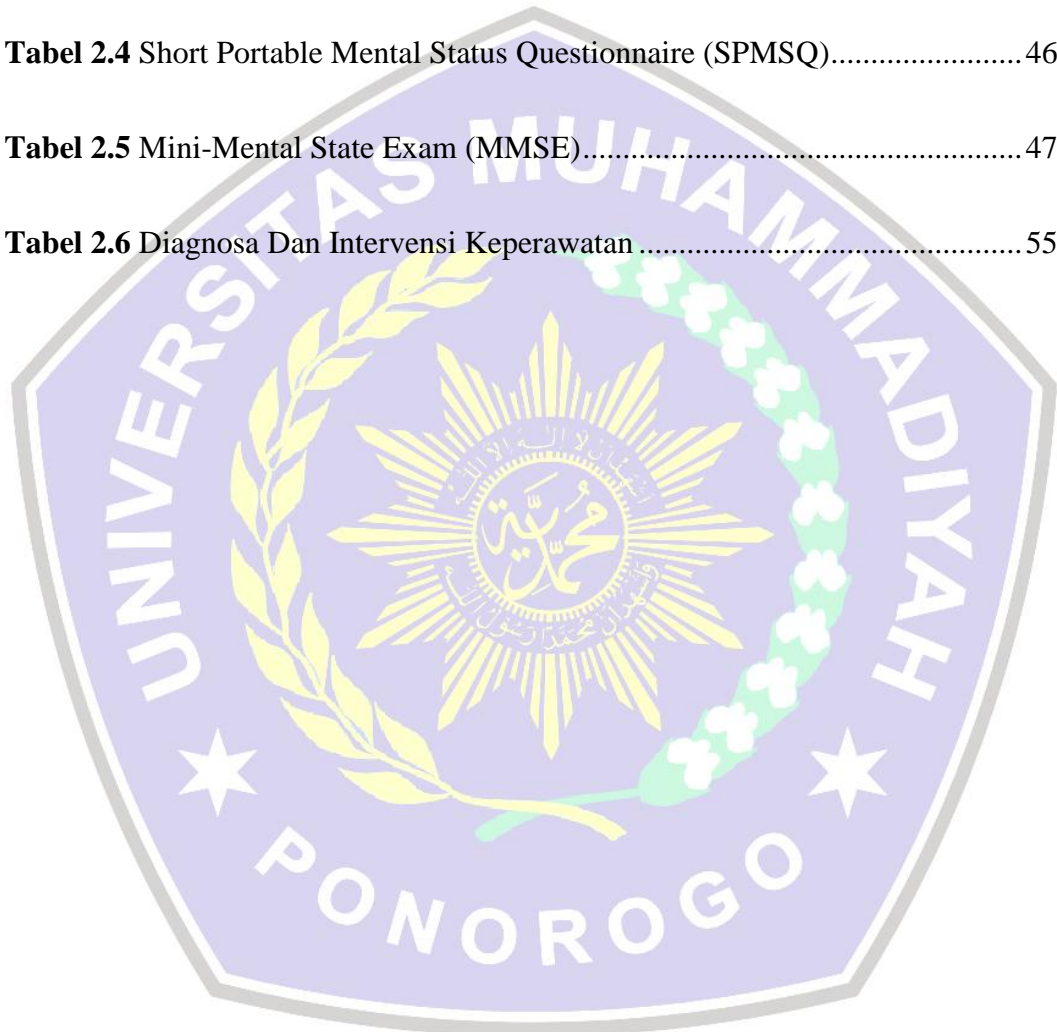 Tabel 2.4 Short Portable Mental Status Questionnaire (SPMSQ)........................46
Tabel 2.5 Mini-Mental State Exam (MMSE)........................................................47
Tabel 2.6 Diagnosa Dan Intervensi Keperawatan.................................................55
UNIVERSITAS MUHAMMADIYAH
PONOROGO
محمدية